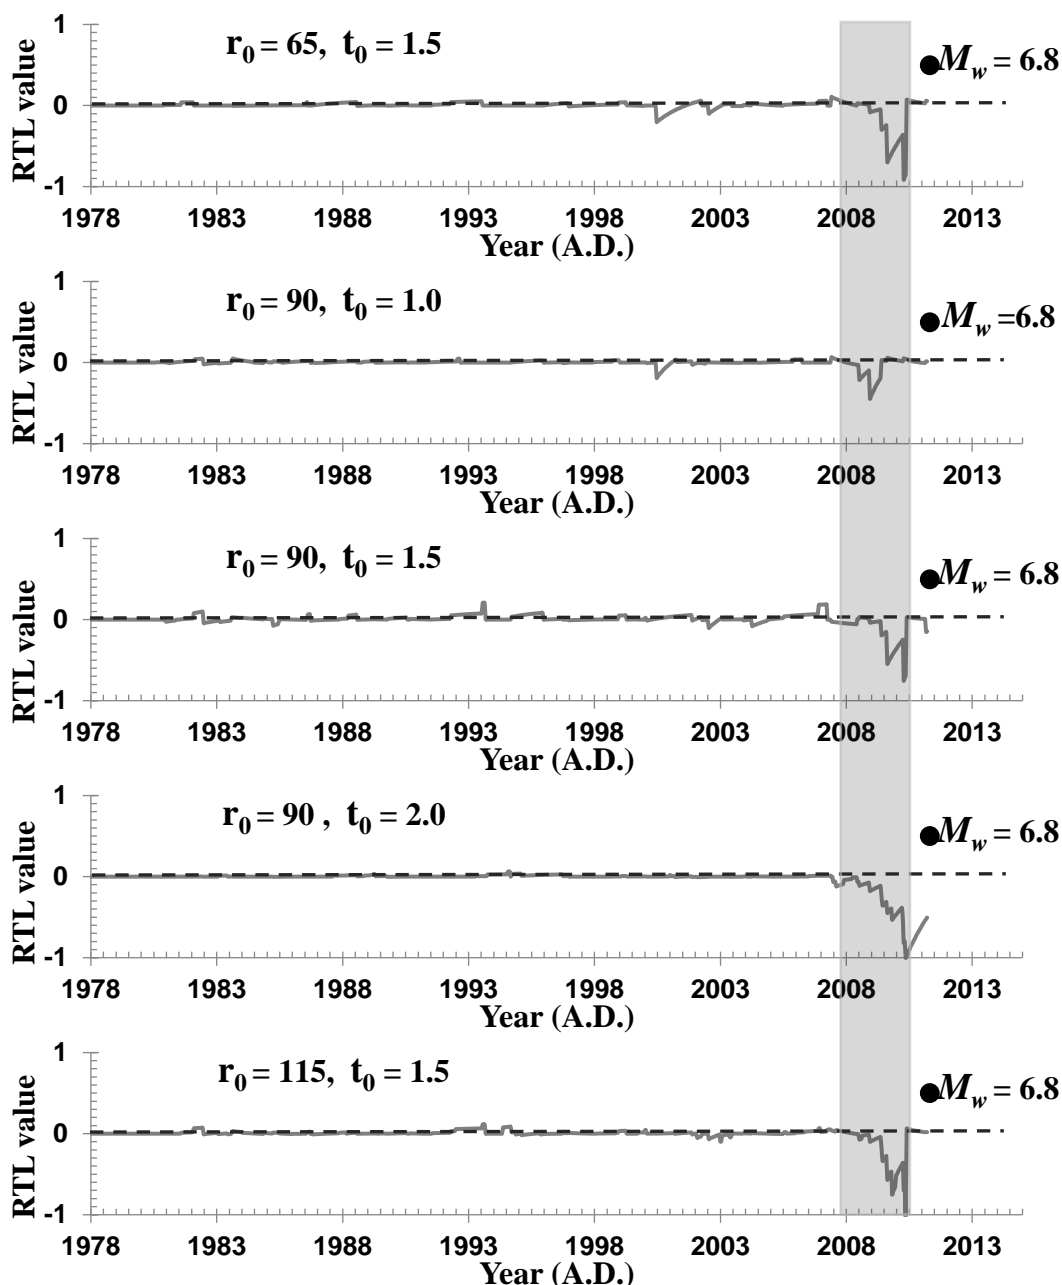 1
r0 = 65, t0 = 1.5
Mw = 6.8
RTL value
0
-1
1978 1983 1988 1993 1998 2003 2008 2013
Year (A.D.)
1
r0 = 90, t0 = 1.0
Mw =6.8
RTL value
0
-1
1978 1983 1988 1993 1998 2003 2008 2013
Year (A.D.)
1
r0 = 90, t0 = 1.5
Mw = 6.8
RTL value
0
-1
1978 1983 1988 1993 1998 2003 2008 2013
Year (A.D.)
1
r0 = 90 , t0 = 2.0
Mw = 6.8
RTL value
0
-1
1978 1983 1988 1993 1998 2003 2008 2013
Year (A.D.)
1
r0 = 115, t0 = 1.5
Mw = 6.8
RTL value
0
-1
1978 1983 1988 1993 1998 2003 2008 2013
Year (A.D.)